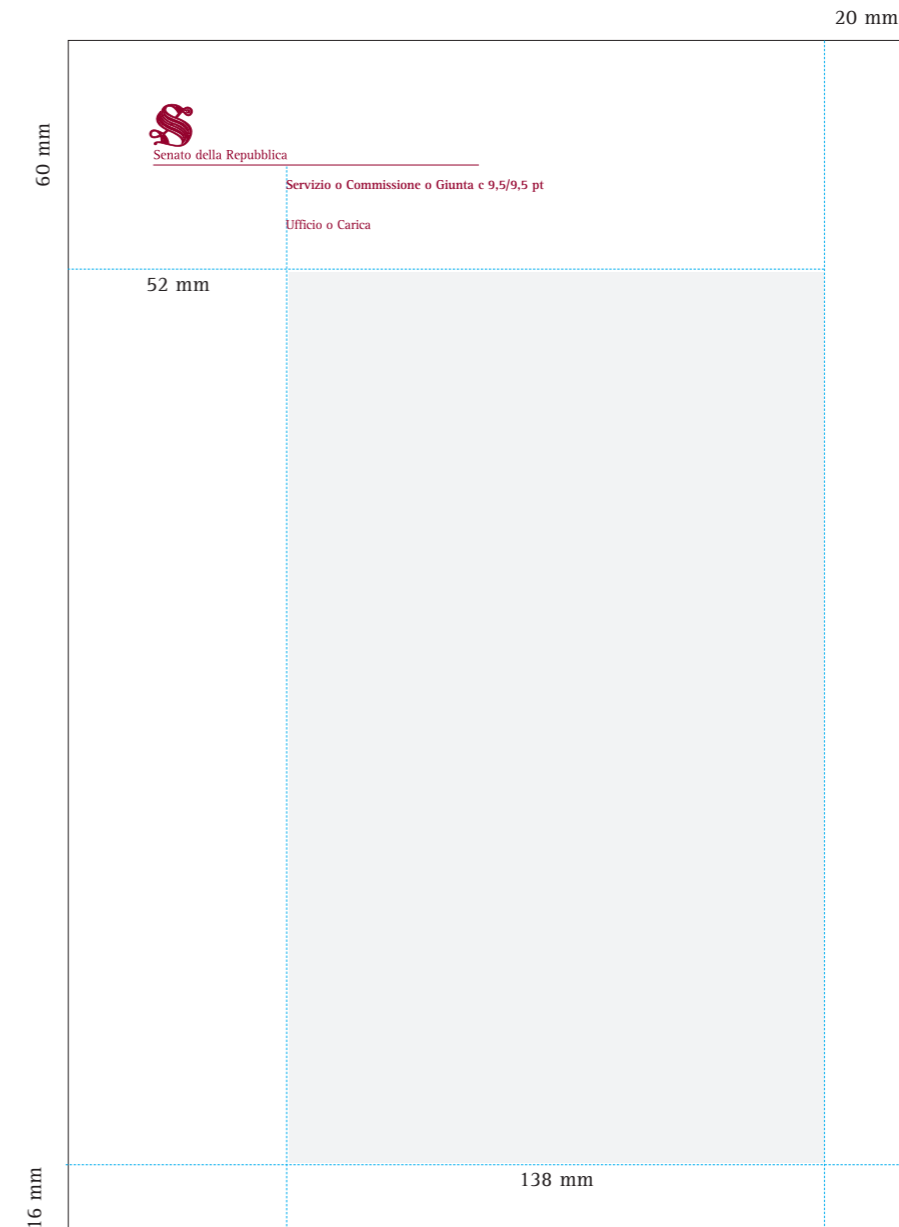 20 mm
60 mm
Senato della Repubblica
Servizio o Commissione o Giunta c 9,5/9,5 pt
Ufficio o Carica
52 mm
138 mm
16 mm